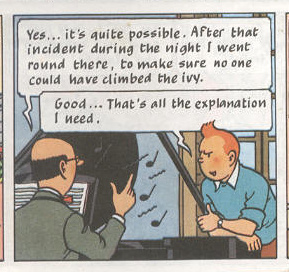 Yes... it's quite possible. After that
incident during the night I went
round there, to make sure no one
could have climbed the ivy.
Good... That's all the explanation
I need.